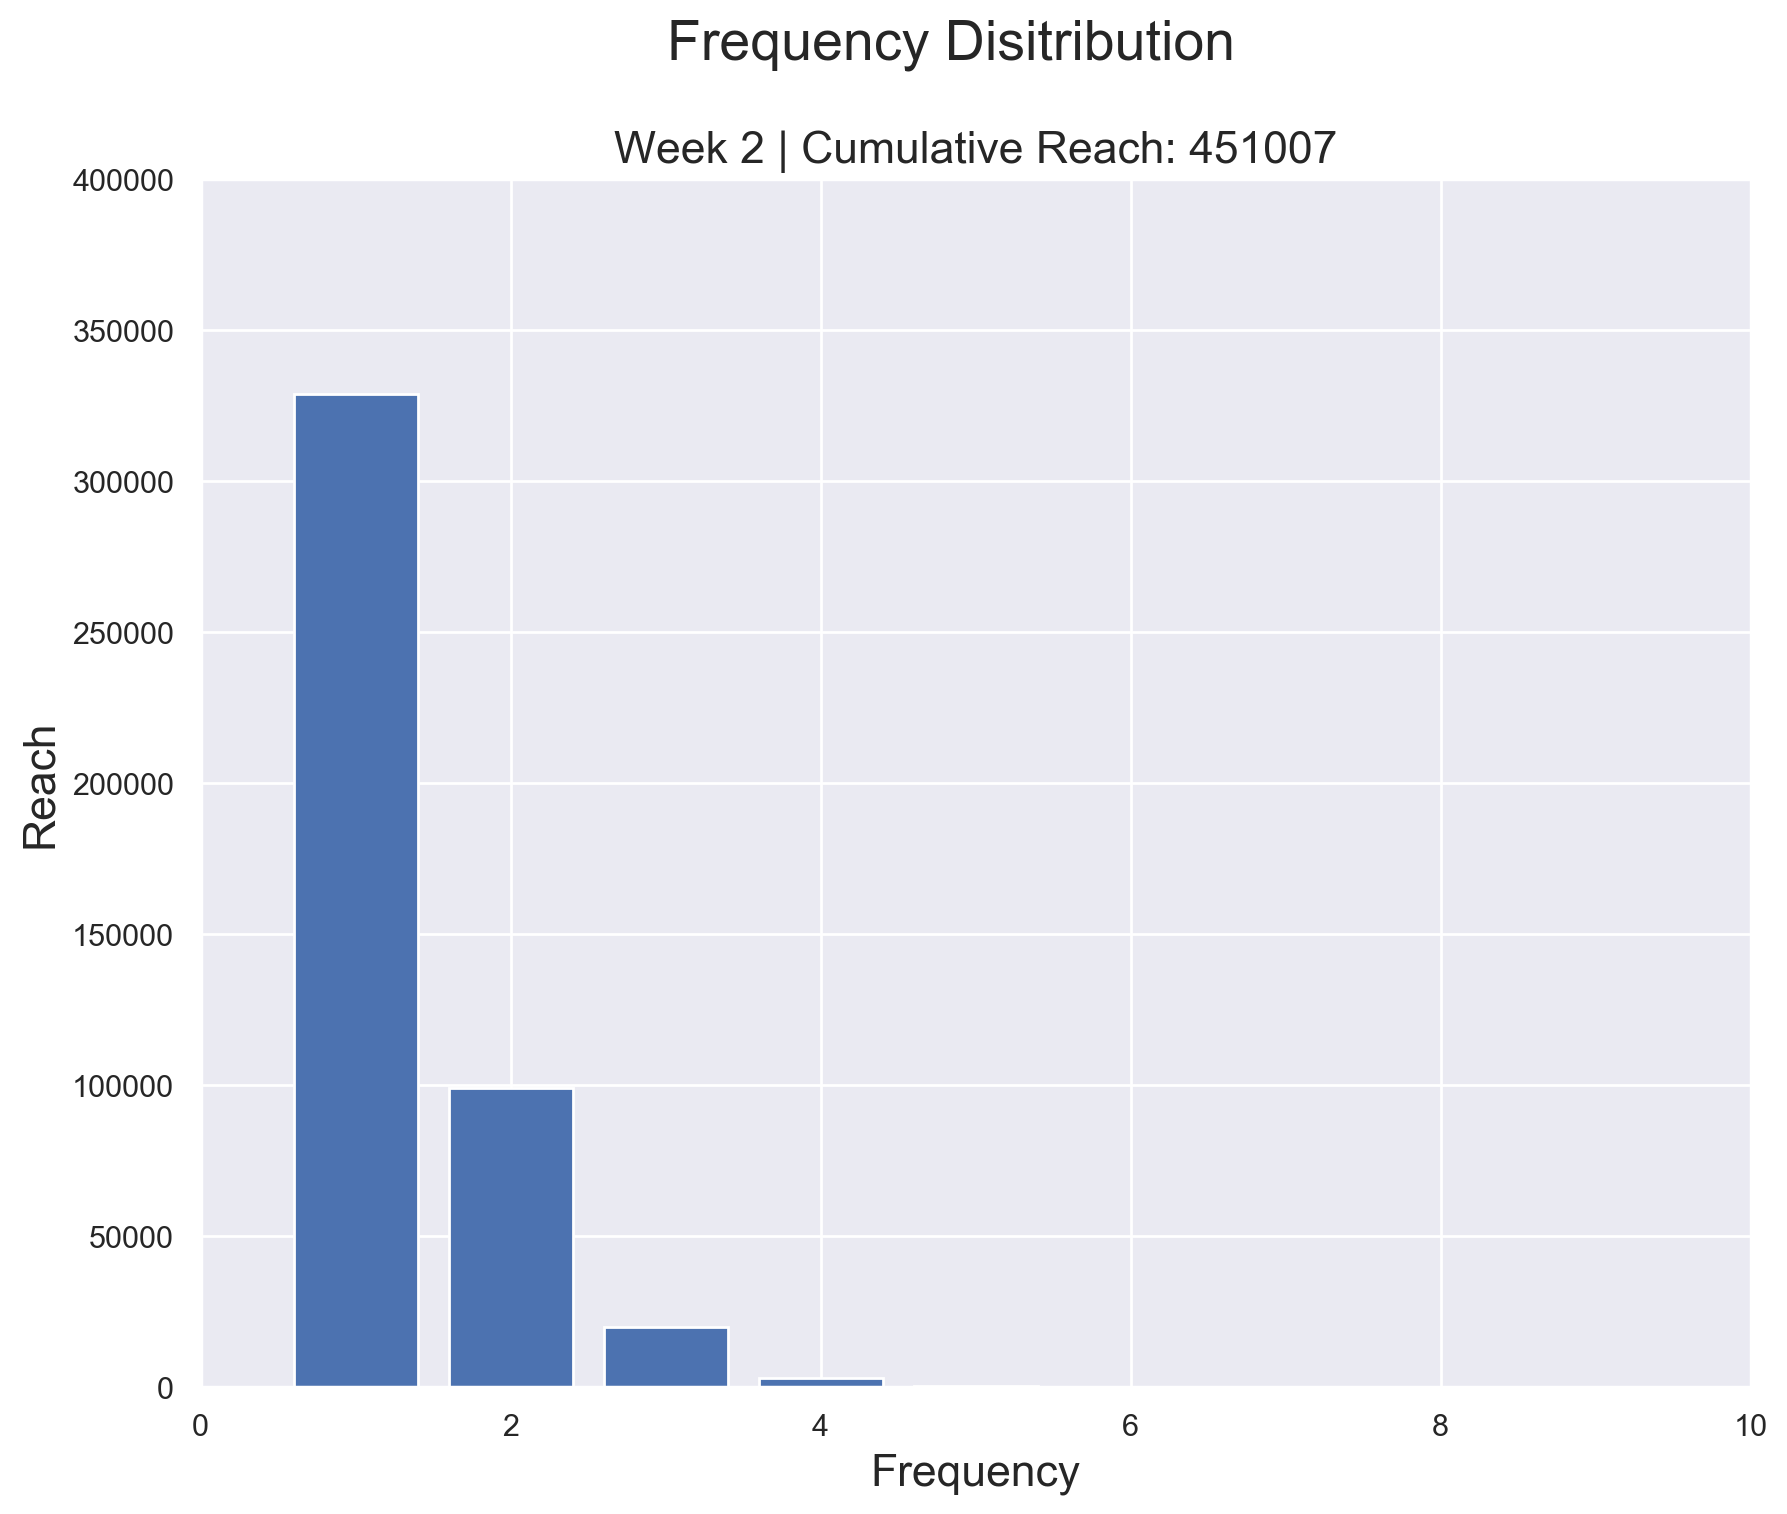 Frequency Disitribution
Week 2 | Cumulative Reach: 451007
400000
350000
300000
250000
200000
150000
100000
50000
0
Reach
0 2 4 6 8 10
Frequency